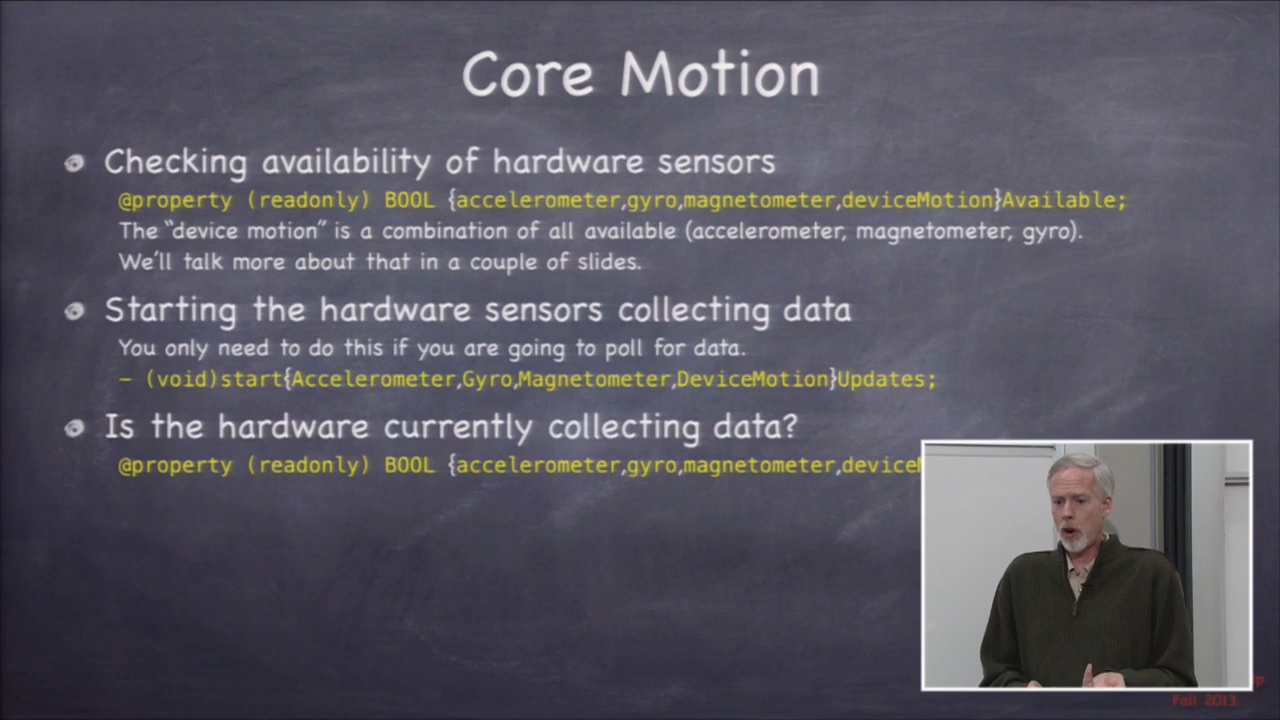 Core Motion
Checking availability of hardware sensors
@property (readonly) BOOL {accelerometer,gyro,magnetometer,deviceMotion}Available;
The “device motion” is a combination of all available (accelerometer, magnetometer, gyro).
We’ll talk more about that in a couple of slides.
Starting the hardware sensors collecting data
You only need to do this if you are going to poll for data.
– (void)start{Accelerometer,Gyro,Magnetometer,DeviceMotion}Updates;
Is the hardware currently collecting data?
@property (readonly) BOOL {accelerometer,gyro,magnetometer,
Fall 2013